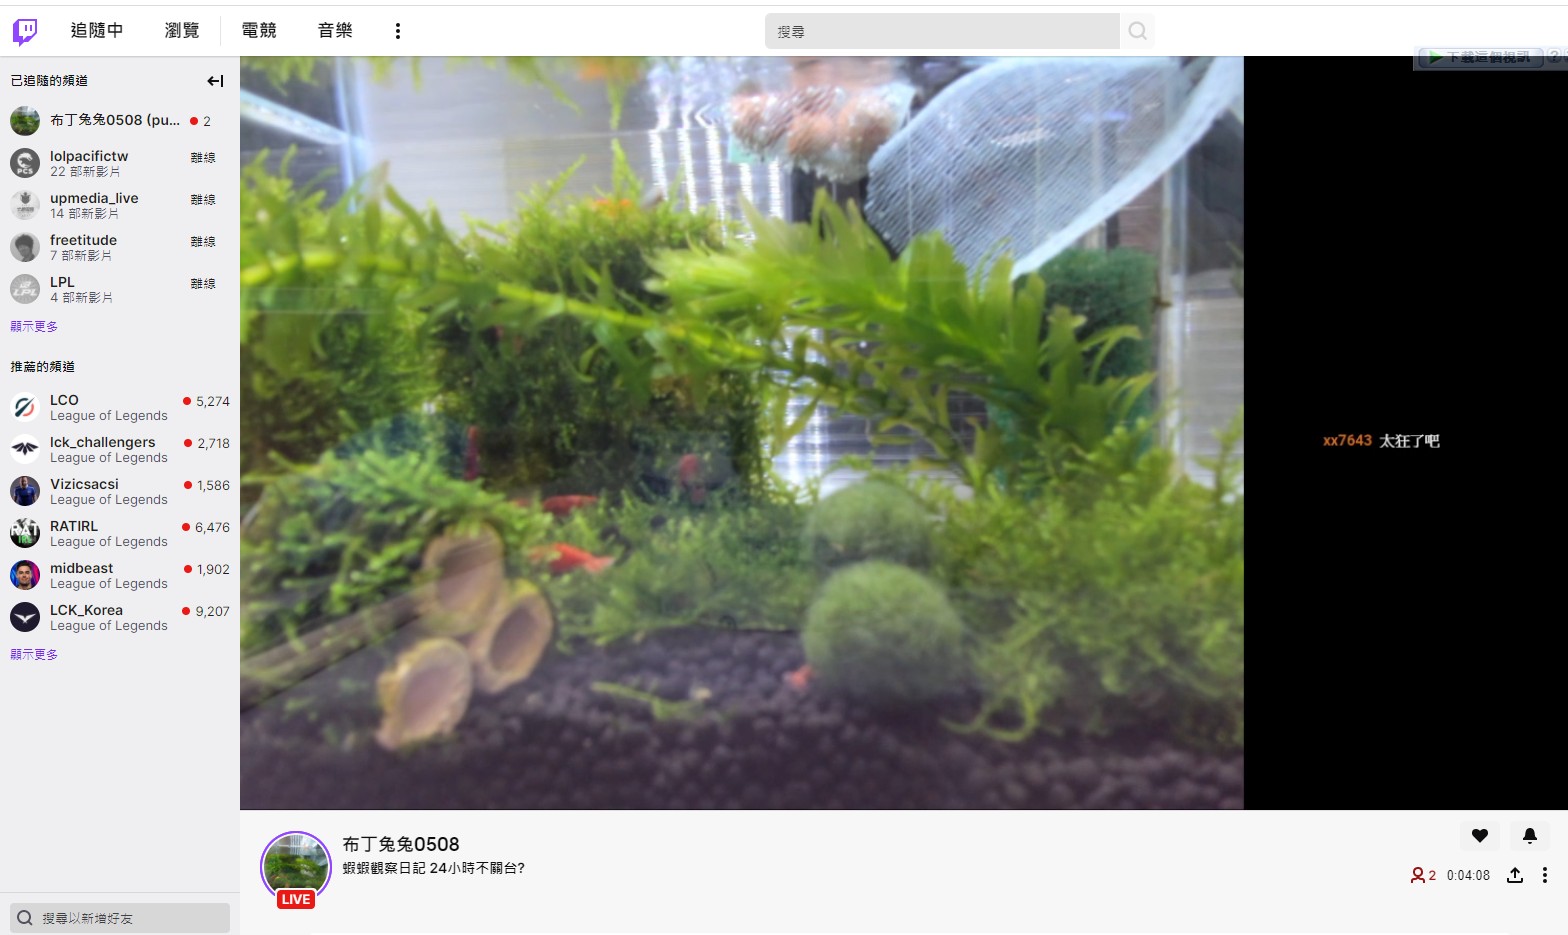 追隨中
瀏覽
電競
音樂
搜尋
下載這個視訊
已追隨的頻道
布丁兔兔0508 (pu... 2
lolpacifictw 離線
22 部新影片
upmedia_live 離線
14 部新影片
freetitude 離線
7 部新影片
LPL 離線
4 部新影片
顯示更多
推薦的頻道
LCO 5,274
League of Legends
lck_challengers 2,718
League of Legends
Vizicsacsi 1,586
League of Legends
RATIRL 6,476
League of Legends
midbeast 1,902
League of Legends
LCK_Korea 9,207
League of Legends
顯示更多
搜尋以新增好友
xx7643 太狂了吧
布丁兔兔0508
蝦蝦觀察日記 24小時不關台?
LIVE
2 0:04:08